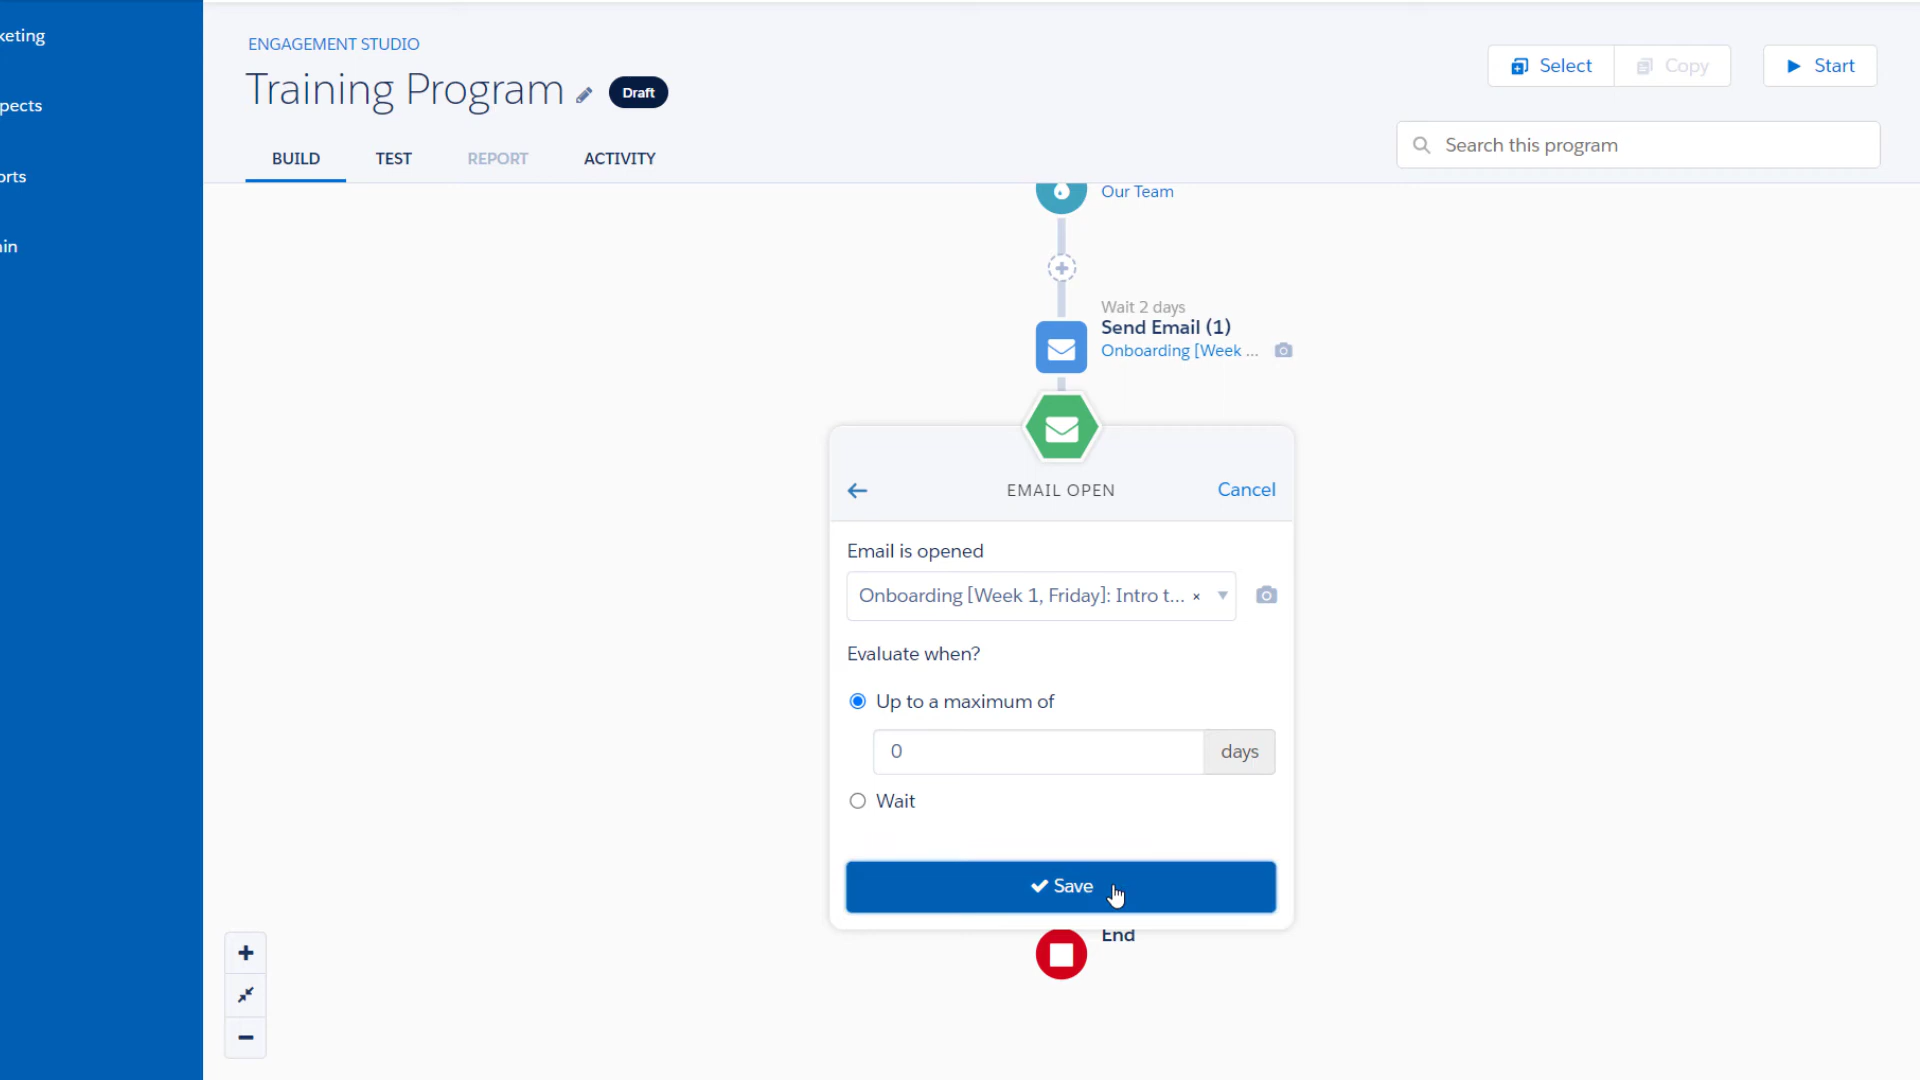 keting
pects
orts
in
ENGAGEMENT STUDIO
Training Program
Draft
Select
Copy
Start
BUILD
TEST
REPORT
ACTIVITY
Search this program
Our Team
Wait 2 days
Send Email (1)
Onboarding [Week ...
EMAIL OPEN
Cancel
Email is opened
Onboarding [Week 1, Friday]: Intro t... ×
Evaluate when?
Up to a maximum of
0 days
Wait
Save
End